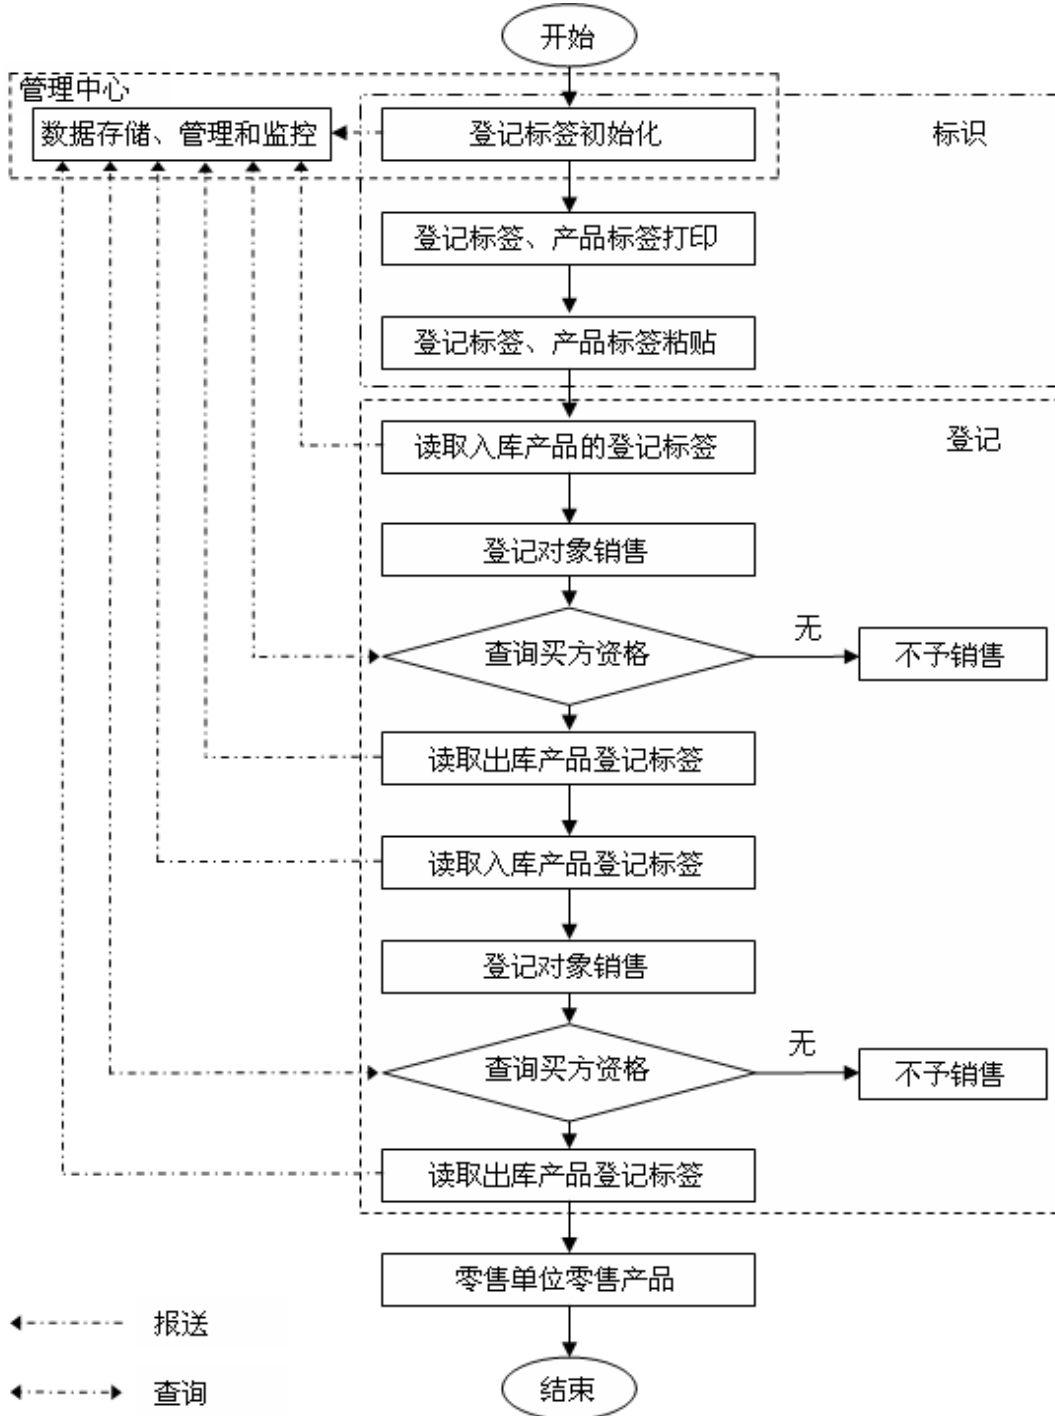 开始
管理中心
数据存储、管理和监控
登记标签初始化
标识
登记标签、产品标签打印
登记标签、产品标签粘贴
读取入库产品的登记标签
登记
登记对象销售
查询买方资格
无
不予销售
读取出库产品登记标签
读取入库产品登记标签
登记对象销售
查询买方资格
无
不予销售
读取出库产品登记标签
零售单位零售产品
报送
查询
结束